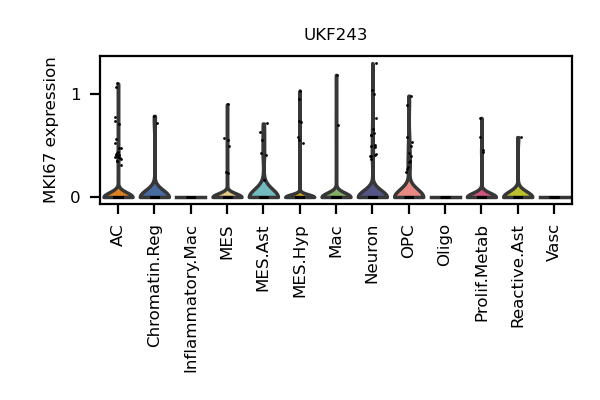 UKF243
MKI67 expression
1
0
AC
Chromatin.Reg
Inflammatory.Mac
MES
MES.Ast
MES.Hyp
Mac
Neuron
OPC
Oligo
Prolif.Metab
Reactive.Ast
Vasc